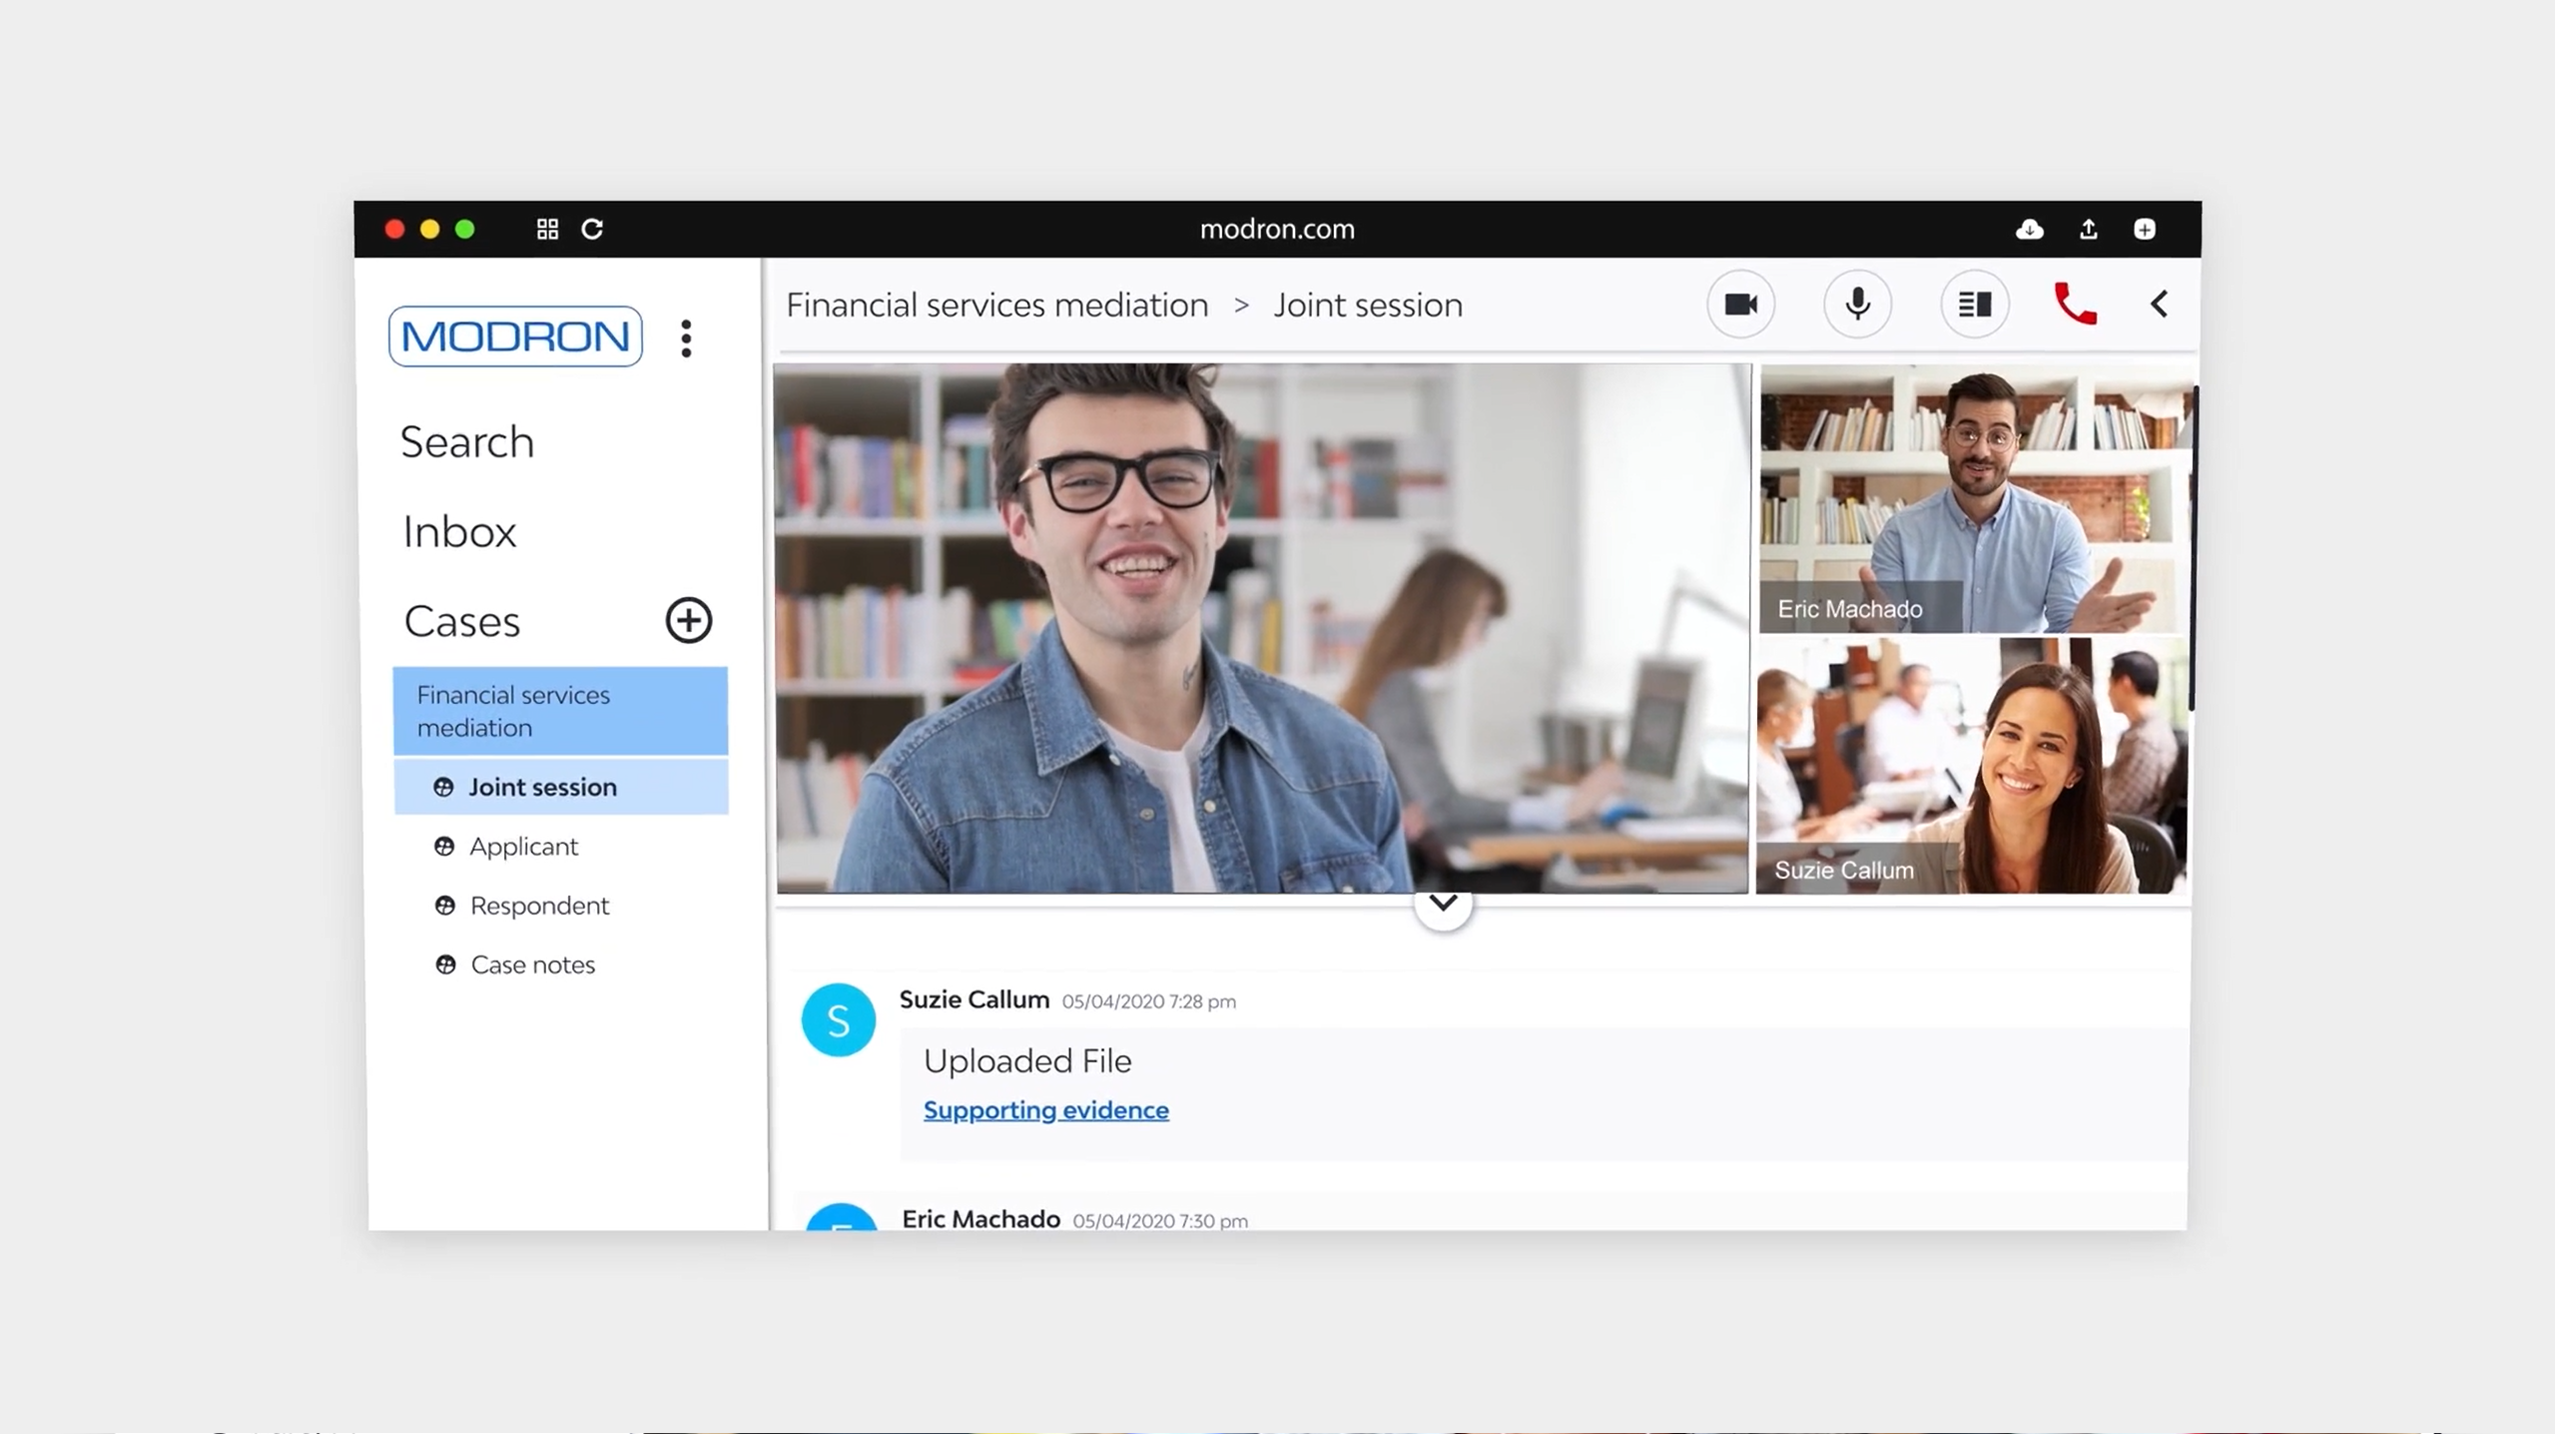 modron.com
MODRON
Search
Inbox
Cases
Financial services
mediation
Joint session
Applicant
Respondent
Case notes
Financial services mediation > Joint session
Eric Machado
Suzie Callum
S
Suzie Callum 05/04/2020 7:28 pm
Uploaded File
Supporting evidence
Eric Machado 05/04/2020 7:30 pm